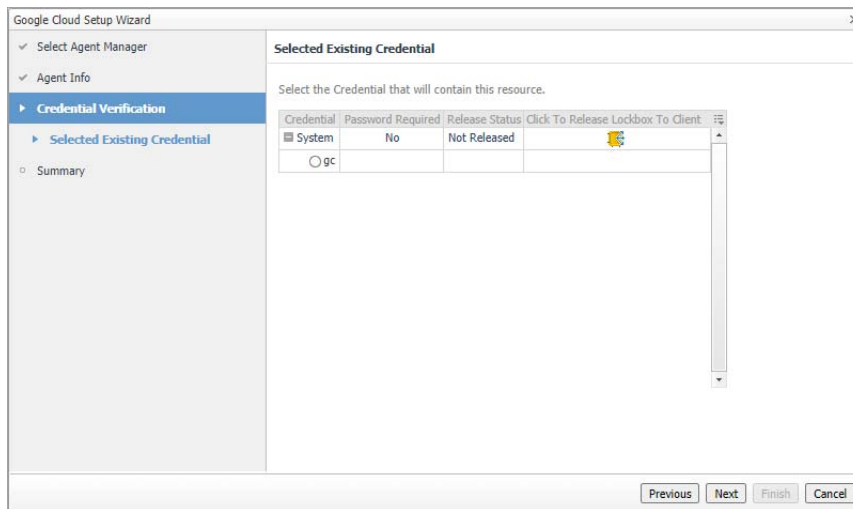 Google Cloud Setup Wizard
Select Agent Manager
Agent Info
Credential Verification
Selected Existing Credential
Summary
Selected Existing Credential
Select the Credential that will contain this resource.
Credential Password Required Release Status Click To Release Lockbox To Client
System No Not Released
gc
Previous Next Finish Cancel